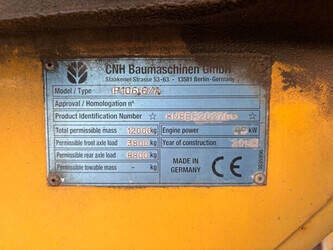 CNH Baumaschinen GmbH
Staakener Strasse 53-63 - 13581 Berlin-Germany
Model / Type
Approval / Homologation n°
Product Identification Number
Total permissible mass 12000kg Engine power kW
Permissible front axle load kg Year of construction
Permissible rear axle load kg
Permissible towable mass - kg
MADE IN
GERMANY
CE